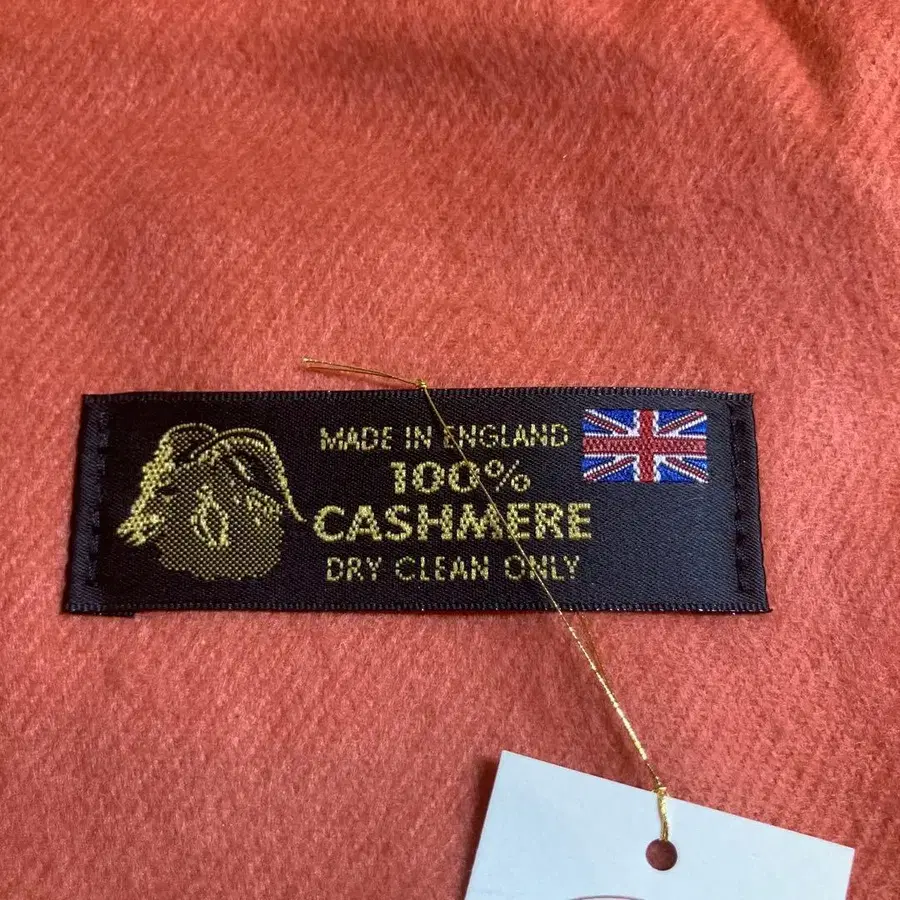 MADE IN ENGLAND
100%
CASHMERE
DRY CLEAN ONLY